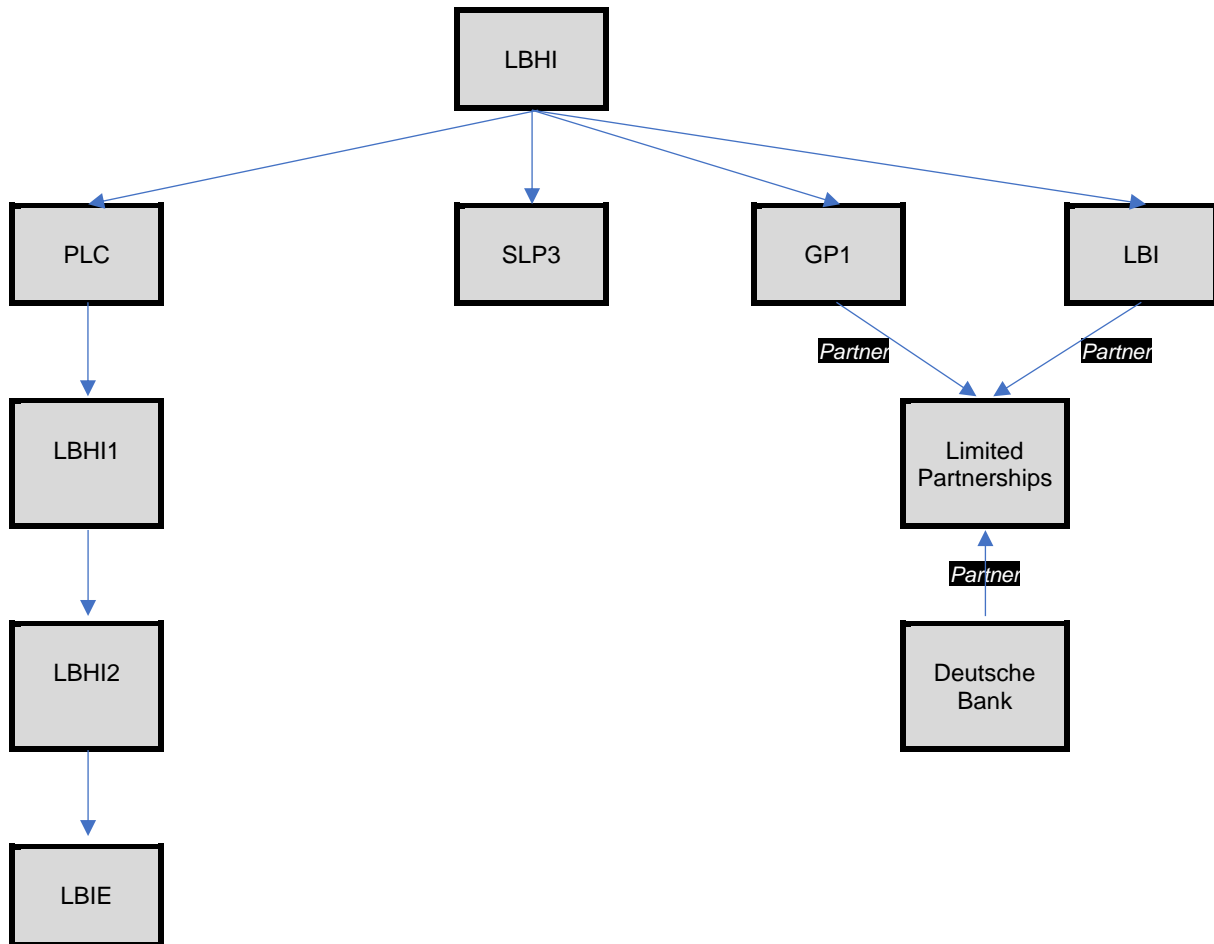 LBHI
PLC
SLP3
GP1
LBI
Partner
Partner
LBHI1
Limited
Partnerships
Partner
LBHI2
Deutsche
Bank
LBIE